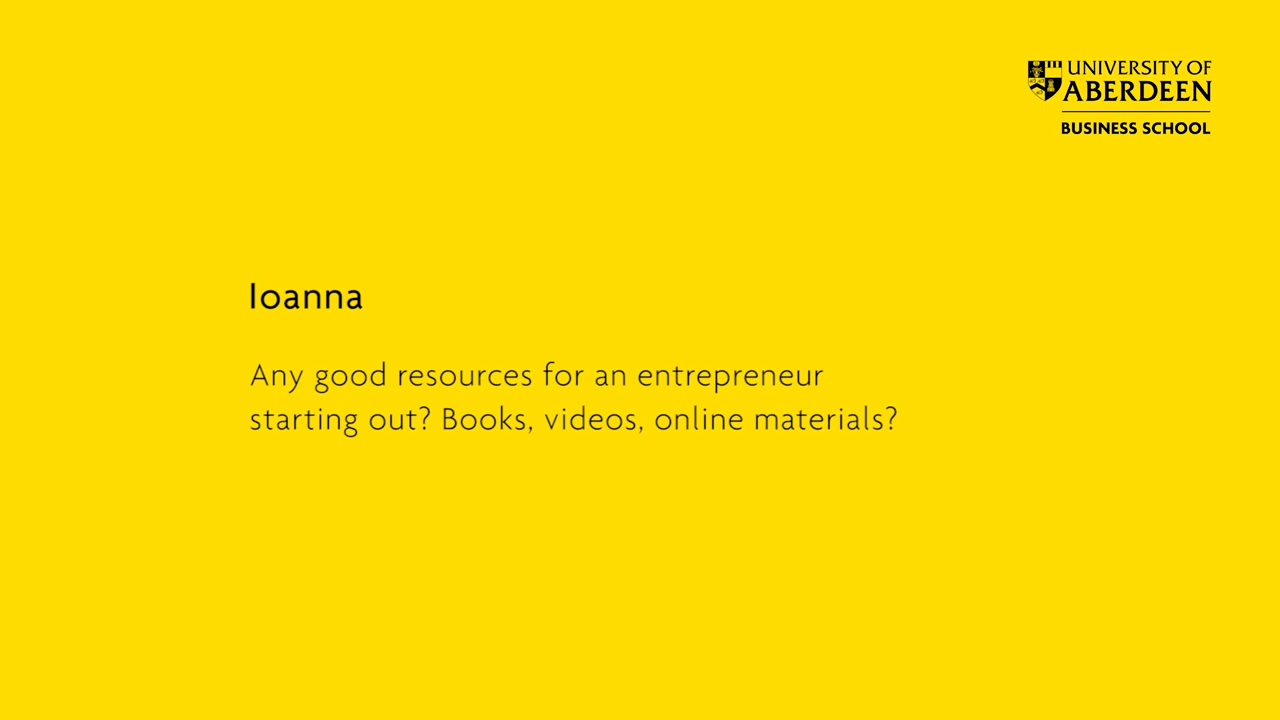 UNIVERSITY OF
ABERDEEN
BUSINESS SCHOOL
Ioanna
Any good resources for an entrepreneur
starting out? Books, videos, online materials?